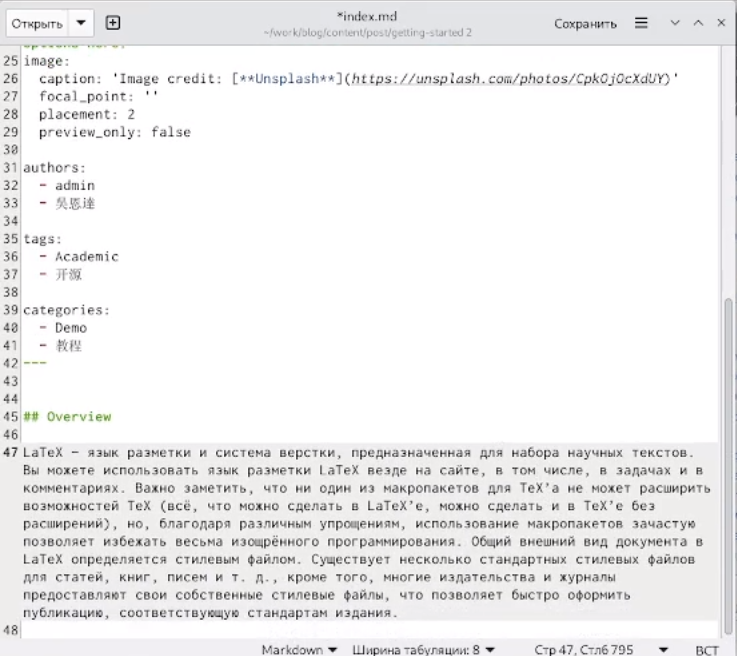 Открыть
*index.md
~/work/blog/content/post/getting-started 2
Сохранить
25 image:
26   caption: 'Image credit: [**Unsplash**](https://unsplash.com/photos/CpkOjOcXdUY)'
27   focal_point: ''
28   placement: 2
29   preview_only: false
30
31 authors:
32   - admin
33   - 吳恩達
34
35 tags:
36   - Academic
37   - 开源
38
39 categories:
40   - Demo
41   - 教程
42 ---
43
44
45 ## Overview
46
47 LaTeX — язык разметки и система верстки, предназначенная для набора научных текстов.
Вы можете использовать язык разметки LaTeX везде на сайте, в том числе, в задачах и в
комментариях. Важно заметить, что ни один из макропакетов для TeX'а не может расширить
возможностей TeX (всё, что можно сделать в LaTeX'е, можно сделать и в TeX'е без
расширений), но, благодаря различным упрощениям, использование макропакетов зачастую
позволяет избежать весьма изощрённого программирования. Общий внешний вид документа в
LaTeX определяется стилевым файлом. Существует несколько стандартных стилевых файлов
для статей, книг, писем и т. д., кроме того, многие издательства и журналы
предоставляют свои собственные стилевые файлы, что позволяет быстро оформить
публикацию, соответствующую стандартам издания.
48
Markdown Ширина табуляции: 8 Стр 47, Стлб 795 ВСТ